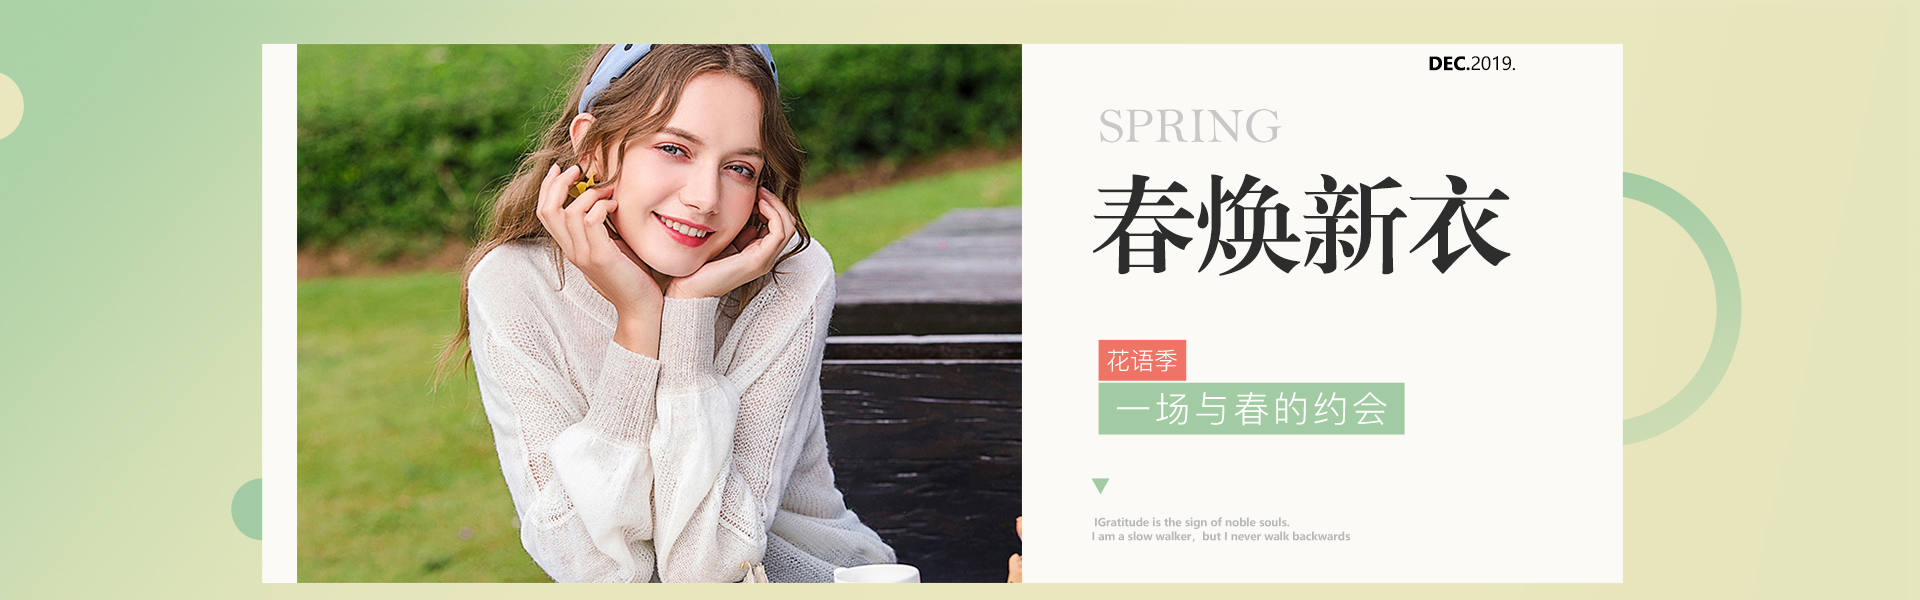 DEC.2019.
SPRING
春焕新衣
花语季
一场与春的约会
IGratitude is the sign of noble souls.
I am a slow walker，but I never walk backwards